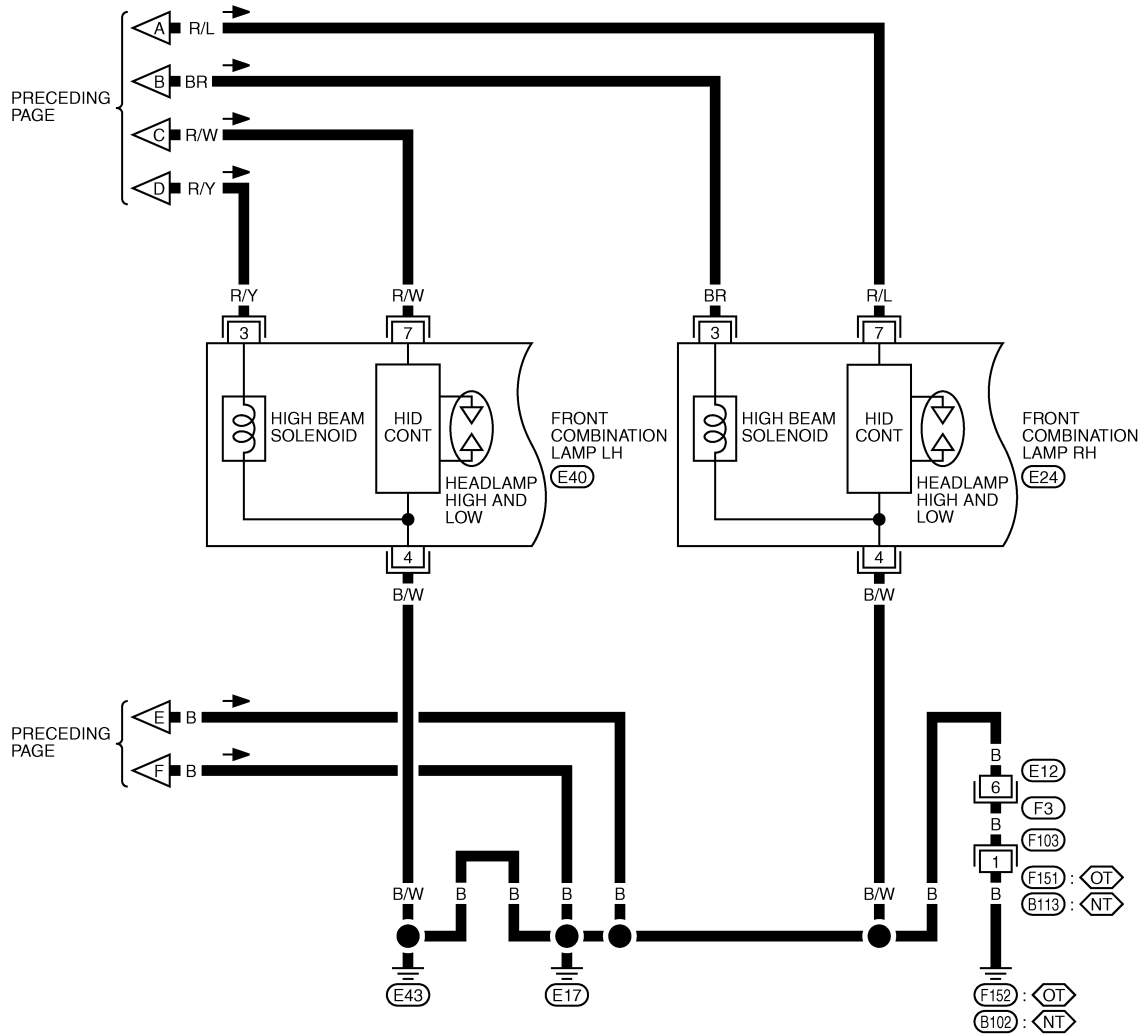 A R/L
B BR
PRECEDING
PAGE
C R/W
D R/Y
R/Y R/W BR R/L
3 7 3 7
HIGH BEAM
SOLENOID
HID
CONT
FRONT
COMBINATION
LAMP LH
E40
HEADLAMP
HIGH AND
LOW
HIGH BEAM
SOLENOID
HID
CONT
FRONT
COMBINATION
LAMP RH
E24
HEADLAMP
HIGH AND
LOW
4 4
B/W B/W
E B
PRECEDING
PAGE
F B
B
E12
6
F3
B
F103
1
F151 : OT
B113 : NT
B/W B B B B B/W B B
E43 E17
F152 : OT
B102 : NT